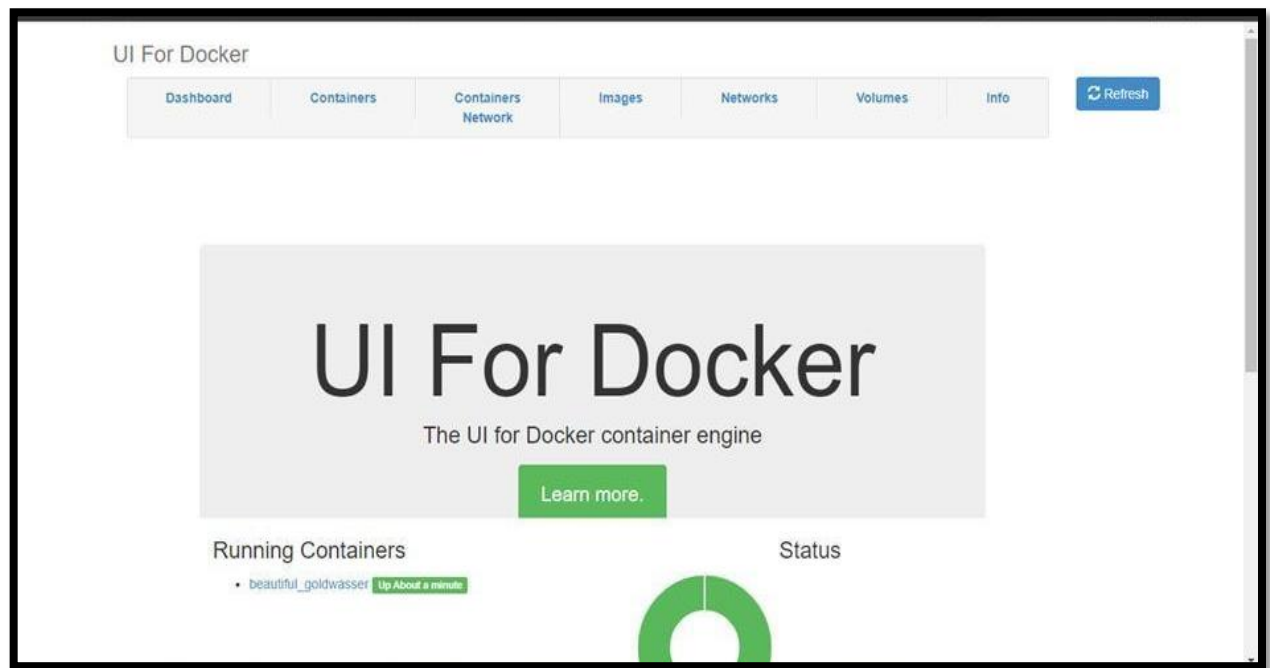 UI For Docker
Dashboard
Containers
Containers
Network
Images
Networks
Volumes
Info
Refresh
UI For Docker
The UI for Docker container engine
Learn more.
Running Containers
beautiful_goldwasser Up About a minute
Status